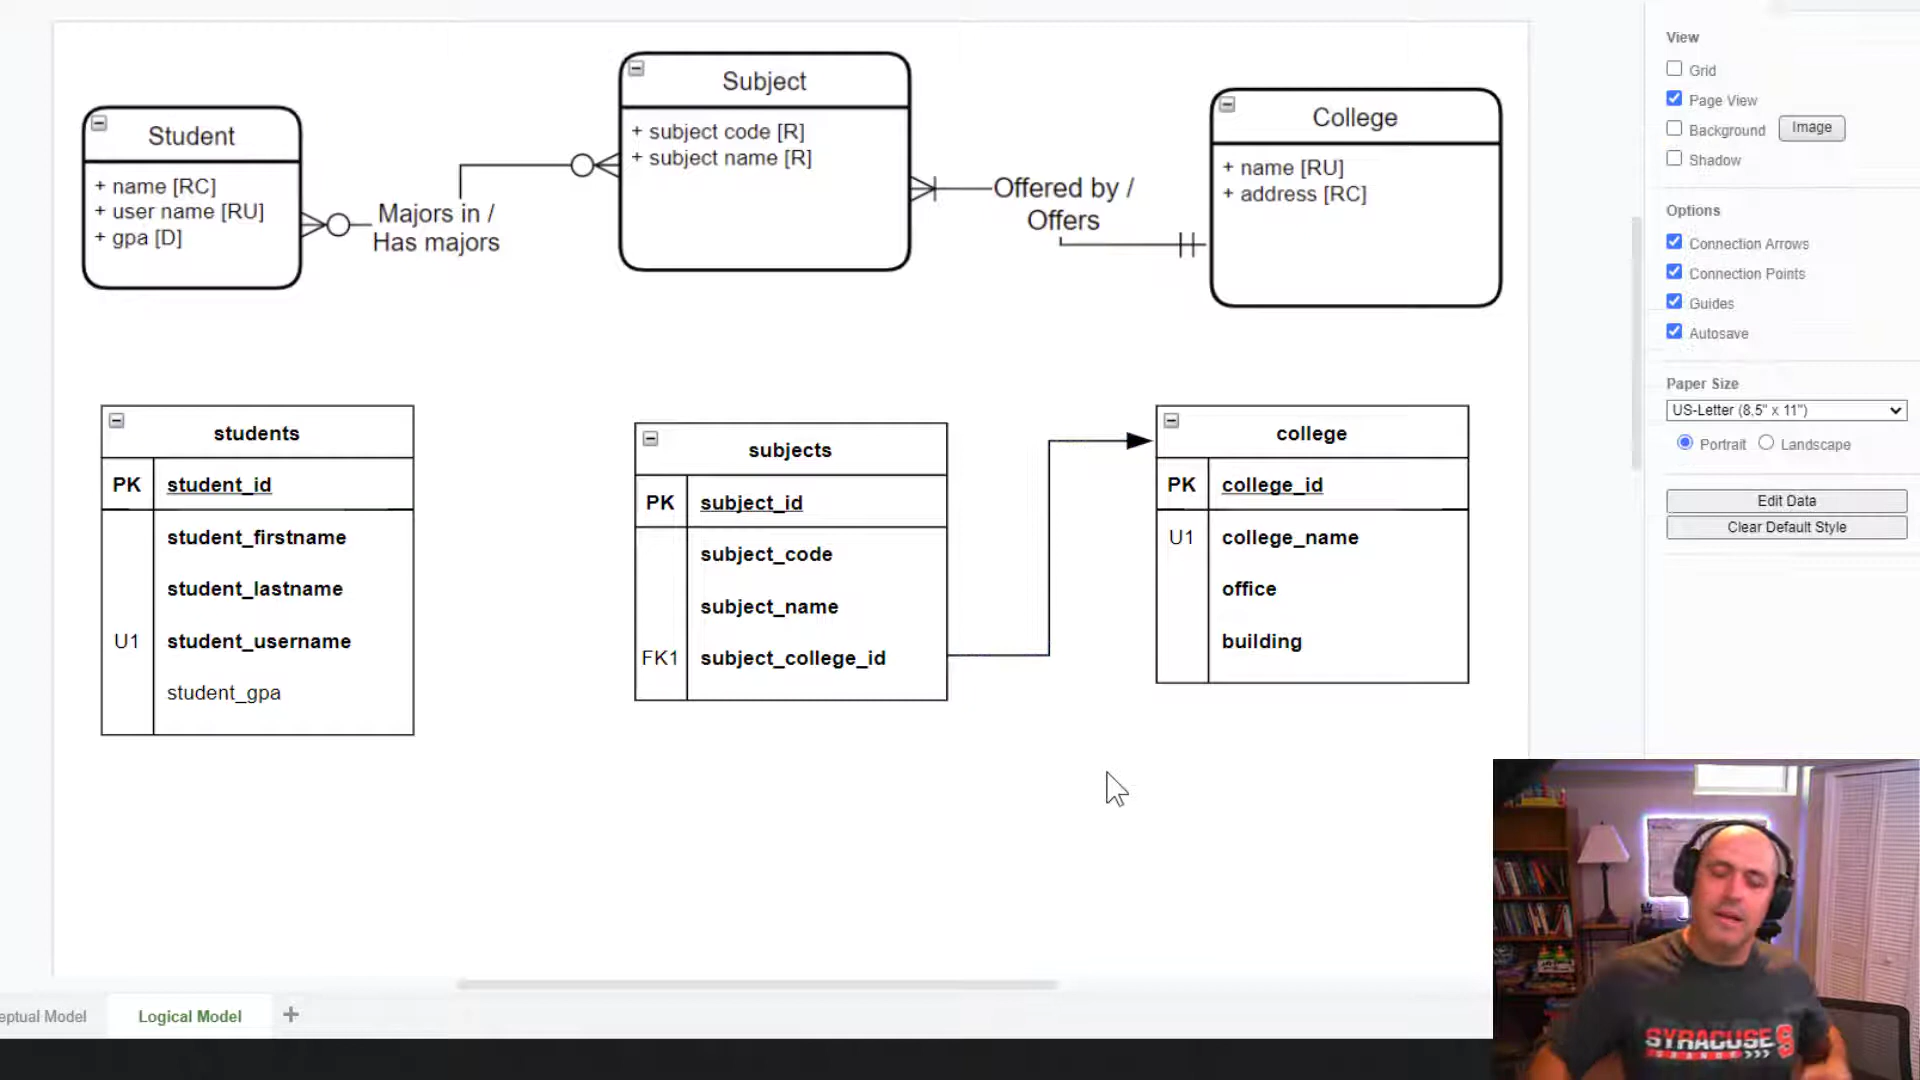 Student
+ name [RC]
+ user name [RU]
+ gpa [D]
Majors in /
Has majors
Subject
+ subject code [R]
+ subject name [R]
Offered by /
Offers
College
+ name [RU]
+ address [RC]
students
PK student_id
student_firstname
student_lastname
U1 student_username
student_gpa
subjects
PK subject_id
subject_code
subject_name
FK1 subject_college_id
college
PK college_id
U1 college_name
office
building
View
Grid
Page View
Background Image
Shadow
Options
Connection Arrows
Connection Points
Guides
Autosave
Paper Size
US-Letter (8,5" x 11")
Portrait Landscape
Edit Data
Clear Default Style
eptual Model Logical Model +
SYRACUSE